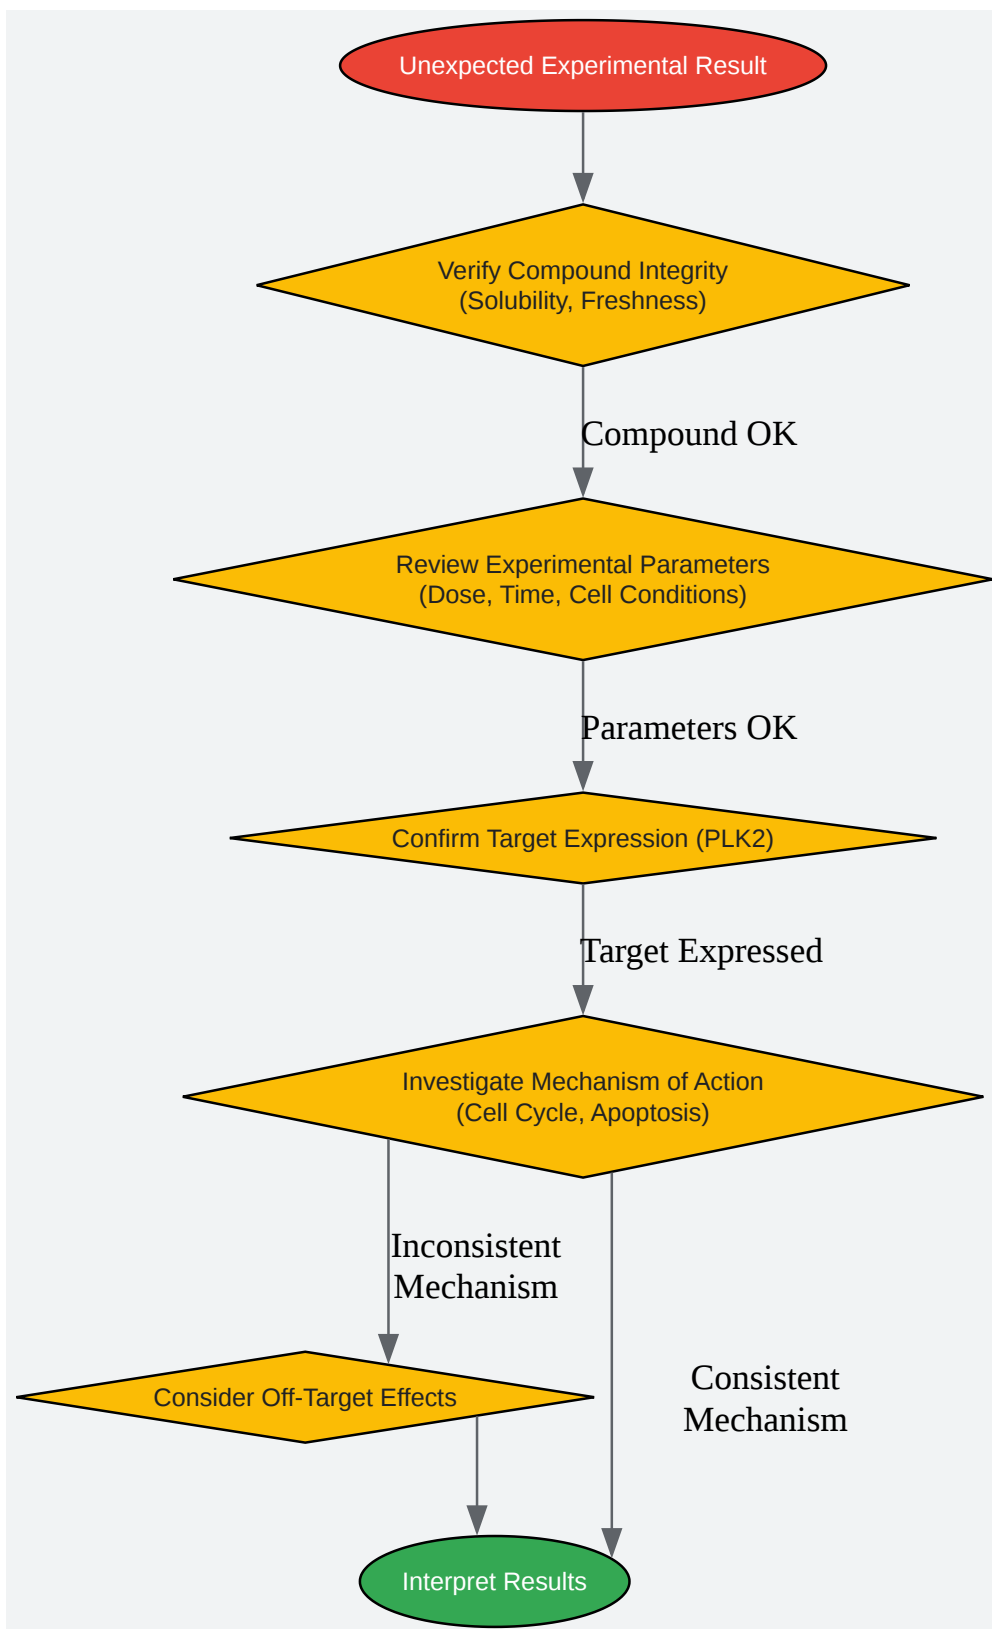 Unexpected Experimental Result
Verify Compound Integrity
(Solubility, Freshness)
Compound OK
Review Experimental Parameters
(Dose, Time, Cell Conditions)
Parameters OK
Confirm Target Expression (PLK2)
Target Expressed
Investigate Mechanism of Action
(Cell Cycle, Apoptosis)
Inconsistent
Mechanism
Consistent
Mechanism
Consider Off-Target Effects
Interpret Results